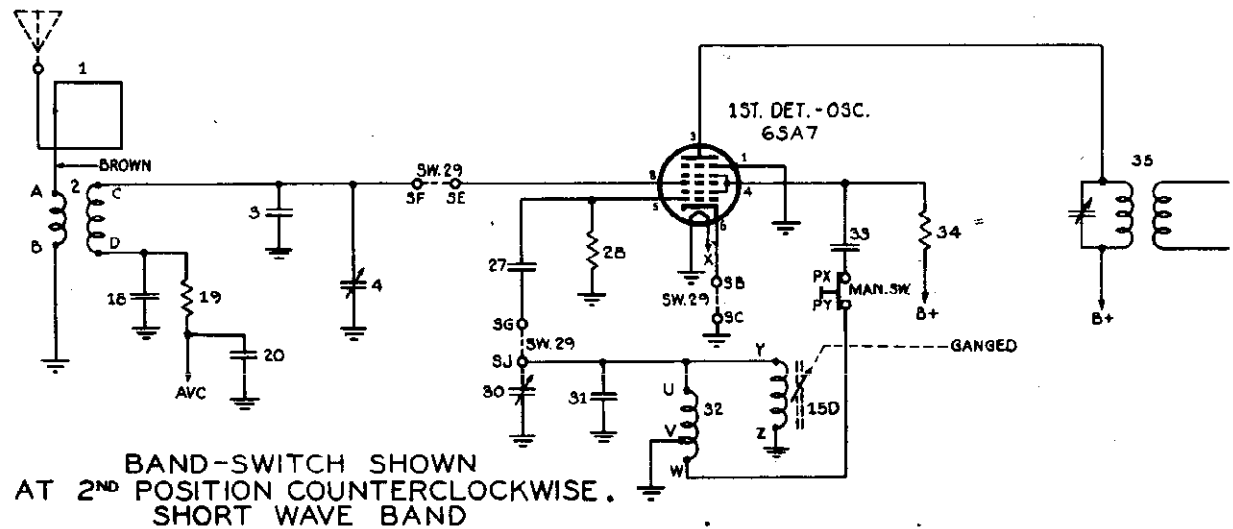 1
1ST. DET.-OSC.
6SA7
BROWN
A
2
C
SW.29
SF
SE
8
3
1
4
5
6
35
B
D
3
18
19
4
27
28
X
SB
SW.29
SC
33
34
PX
MAN.SW.
PY
B+
B+
20
SG
SW.29
SJ
AVC
30
31
U
32
V
W
Y
15D
Z
GANGED
BAND-SWITCH SHOWN
AT 2ND POSITION COUNTERCLOCKWISE.
SHORT WAVE BAND